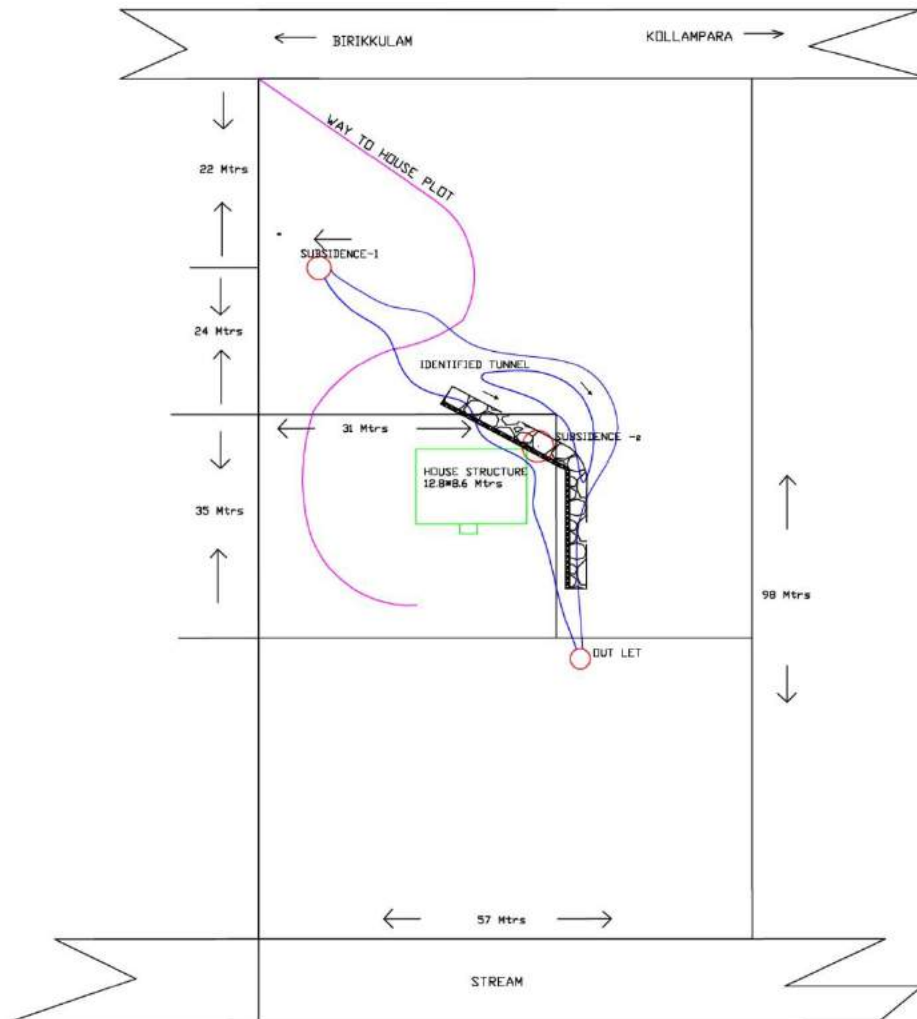 BIRIKKULAM
KOLLAMPARA
WAY TO HOUSE PLOT
22 Mtrs
SUBSIDENCE-1
24 Mtrs
IDENTIFIED TUNNEL
31 Mtrs
SUBSIDENCE -2
HOUSE STRUCTURE
12.8*8.6 Mtrs
35 Mtrs
98 Mtrs
OUT LET
57 Mtrs
STREAM